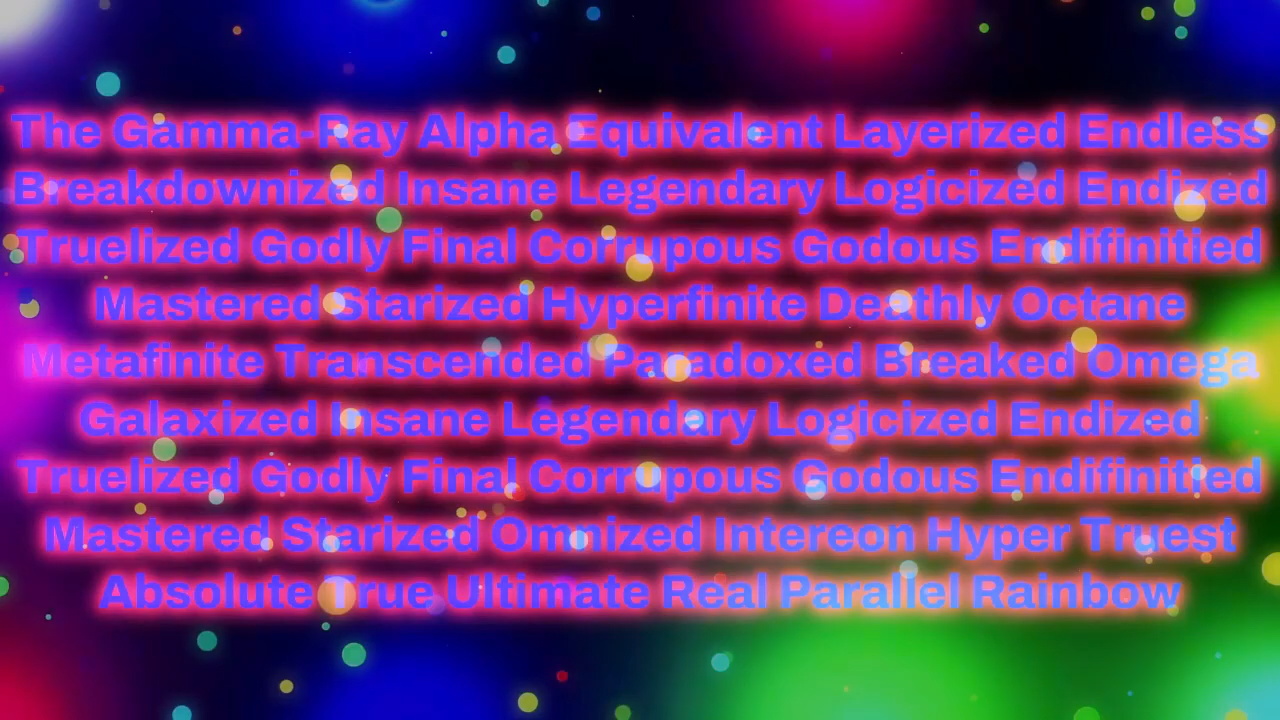 The Gamma-Ray Alpha Equivalent Layerized Endless
Breakdownized Insane Legendary Logicized Endized
Truelized Godly Final Corrupous Godous Endifinitied
Mastered Starized Hyperfinite Deathly Octane
Metafinite Transcended Paradoxed Breaked Omega
Galaxized Insane Legendary Logicized Endized
Truelized Godly Final Corrupous Godous Endifinitied
Mastered Starized Omnized Intereon Hyper Truest
Absolute True Ultimate Real Parallel Rainbow